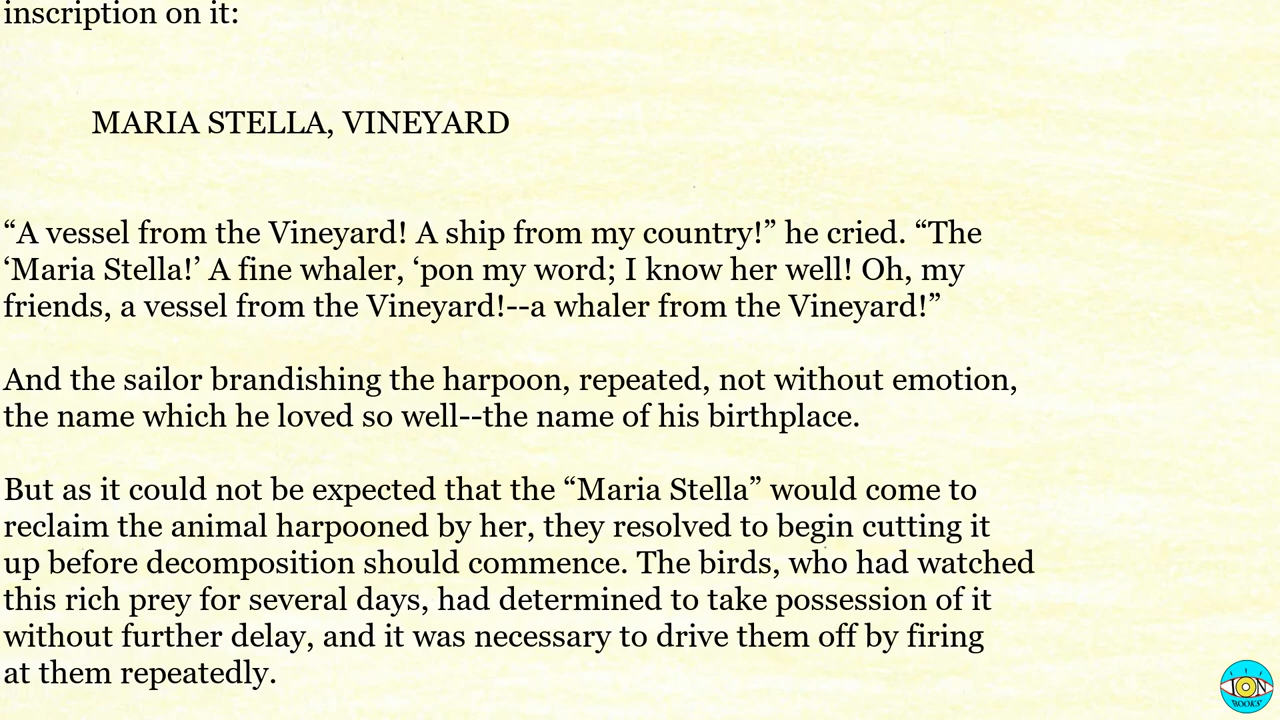 inscription on it:
MARIA STELLA, VINEYARD
“A vessel from the Vineyard! A ship from my country!” he cried. “The
‘Maria Stella!’ A fine whaler, ‘pon my word; I know her well! Oh, my
friends, a vessel from the Vineyard!--a whaler from the Vineyard!”
And the sailor brandishing the harpoon, repeated, not without emotion,
the name which he loved so well--the name of his birthplace.
But as it could not be expected that the “Maria Stella” would come to
reclaim the animal harpooned by her, they resolved to begin cutting it
up before decomposition should commence. The birds, who had watched
this rich prey for several days, had determined to take possession of it
without further delay, and it was necessary to drive them off by firing
at them repeatedly.
ION
BOOKS